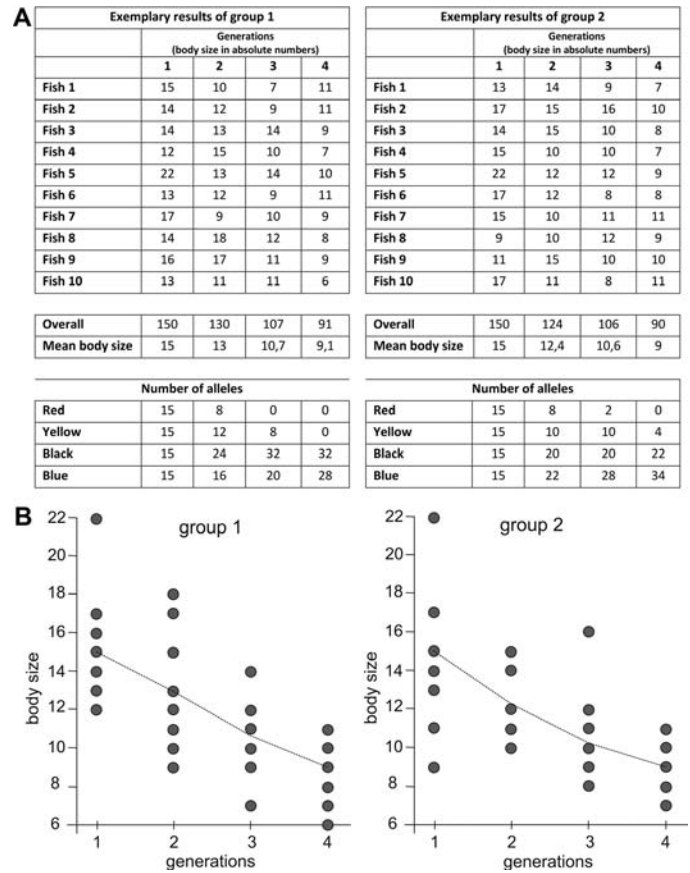 A
Exemplary results of group 1
Generations
(body size in absolute numbers)
1 2 3 4
Fish 1 15 10 7 11
Fish 2 14 12 9 11
Fish 3 14 13 14 9
Fish 4 12 15 10 7
Fish 5 22 13 14 10
Fish 6 13 12 9 11
Fish 7 17 9 10 9
Fish 8 14 18 12 8
Fish 9 16 17 11 9
Fish 10 13 11 11 6
Overall 150 130 107 91
Mean body size 15 13 10,7 9,1
Number of alleles
Red 15 8 0 0
Yellow 15 12 8 0
Black 15 24 32 32
Blue 15 16 20 28
Exemplary results of group 2
Generations
(body size in absolute numbers)
1 2 3 4
Fish 1 13 14 9 7
Fish 2 17 15 16 10
Fish 3 14 15 10 8
Fish 4 15 10 10 7
Fish 5 22 12 12 9
Fish 6 17 12 8 8
Fish 7 15 10 11 11
Fish 8 9 10 12 9
Fish 9 11 15 10 10
Fish 10 17 11 8 11
Overall 150 124 106 90
Mean body size 15 12,4 10,6 9
Number of alleles
Red 15 8 2 0
Yellow 15 10 10 4
Black 15 20 20 22
Blue 15 22 28 34
B
group 1
body size
22
20
18
16
14
12
10
8
6
1 2 3 4
generations
group 2
body size
22
20
18
16
14
12
10
8
6
1 2 3 4
generations